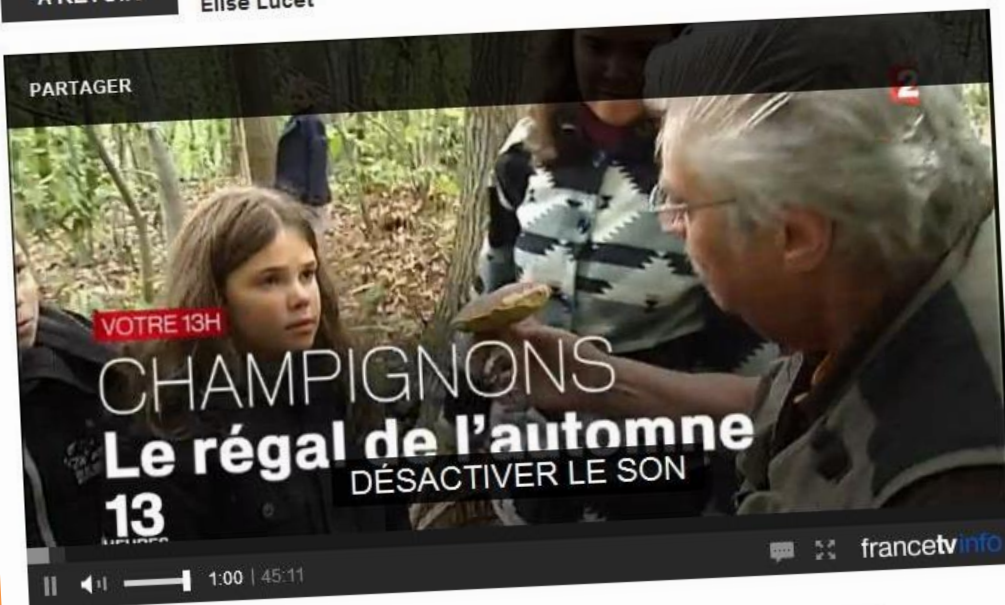 Elise Lucet
PARTAGER
2
VOTRE 13H
CHAMPIGNONS
Le régal de l'automne
DÉSACTIVER LE SON
13
HEURES
1:00 | 45:11
francetvinfo